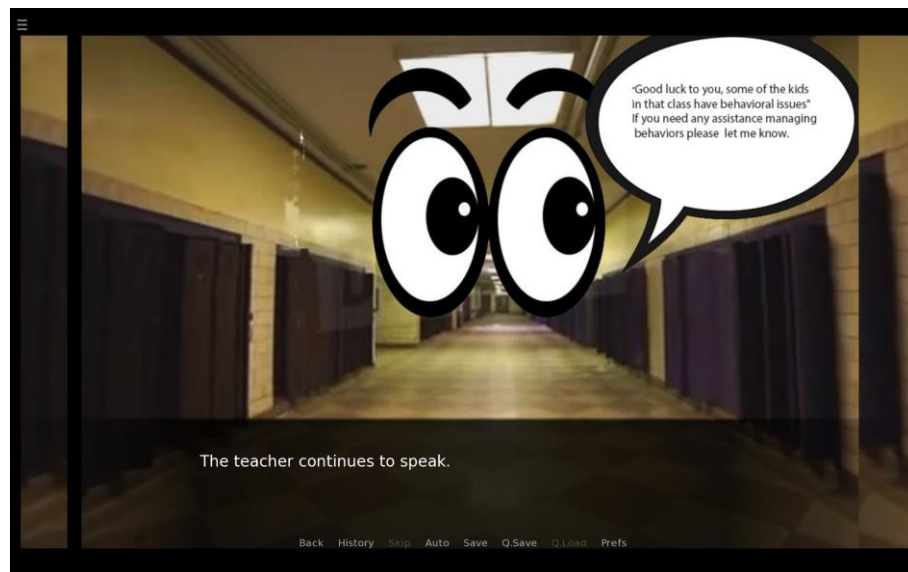 "Good luck to you, some of the kids
in that class have behavioral issues"
If you need any assistance managing
behaviors please let me know.
The teacher continues to speak.
Back History Skip Auto Save Q.Save Q.Load Prefs